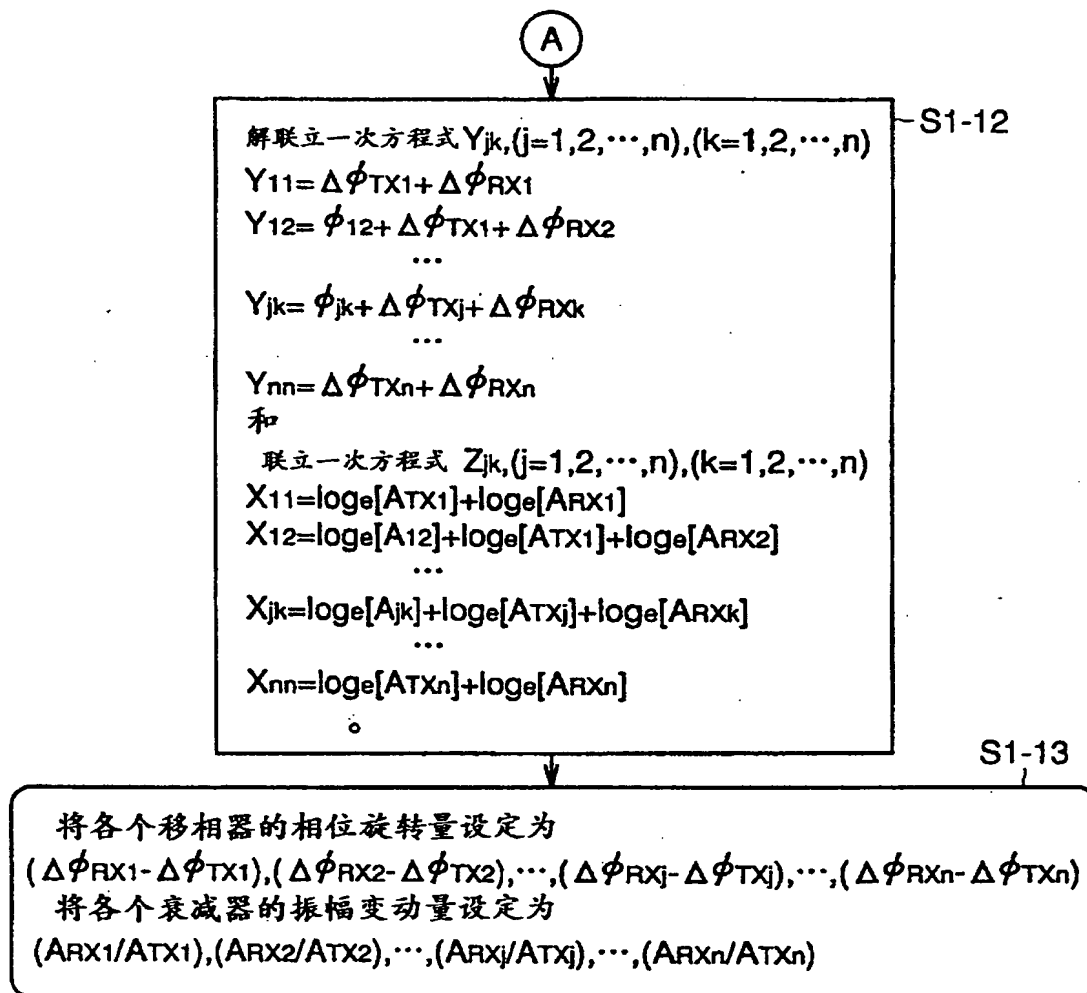 A
S1-12
解联立一次方程式Yjk,(j=1,2,⋯,n),(k=1,2,⋯,n)
Y11=ΔϕTX1+ΔϕRX1
Y12=ϕ12+ΔϕTX1+ΔϕRX2
⋯
Yjk=ϕjk+ΔϕTXj+ΔϕRXk
⋯
Ynn=ΔϕTXn+ΔϕRXn
和
联立一次方程式 Zjk,(j=1,2,⋯,n),(k=1,2,⋯,n)
X11=loge[ATX1]+loge[ARX1]
X12=loge[A12]+loge[ATX1]+loge[ARX2]
⋯
Xjk=loge[Ajk]+loge[ATXj]+loge[ARXk]
⋯
Xnn=loge[ATXn]+loge[ARXn]
。
S1-13
将各个移相器的相位旋转量设定为
(ΔϕRX1-ΔϕTX1),(ΔϕRX2-ΔϕTX2),⋯,(ΔϕRXj-ΔϕTXj),⋯,(ΔϕRXn-ΔϕTXn)
将各个衰减器的振幅变动量设定为
(ARX1/ATX1),(ARX2/ATX2),⋯,(ARXj/ATXj),⋯,(ARXn/ATXn)